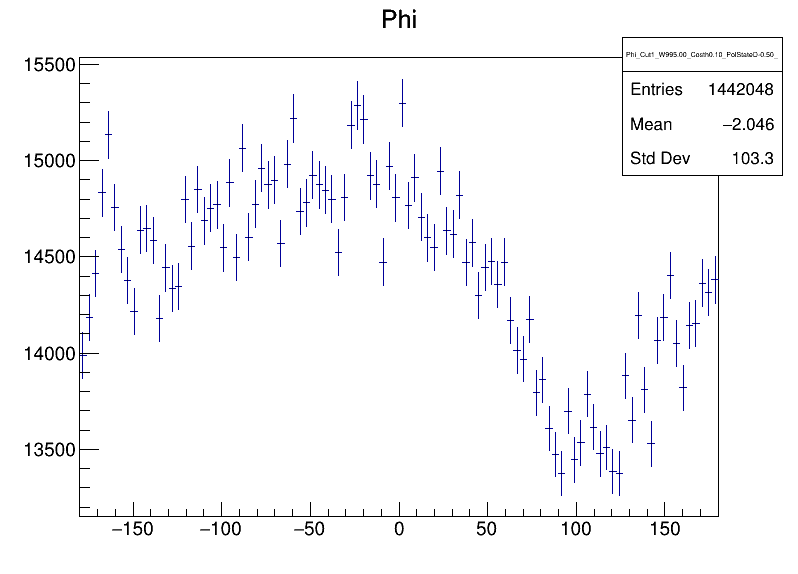 Phi
Phi_Cut1_W995.00_Costh0.10_PolStateD-0.50_
Entries 1442048
Mean −2.046
Std Dev 103.3
15500
15000
14500
14000
13500
−150 −100 −50 0 50 100 150